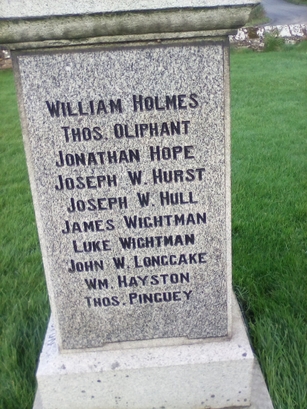 WILLIAM HOLMES
THOS. OLIPHANT
JONATHAN HOPE
JOSEPH W. HURST
JOSEPH W. HULL
JAMES WIGHTMAN
LUKE WIGHTMAN
JOHN W. LONGCAKE
WM. HAYSTON
THOS. PINGUEY